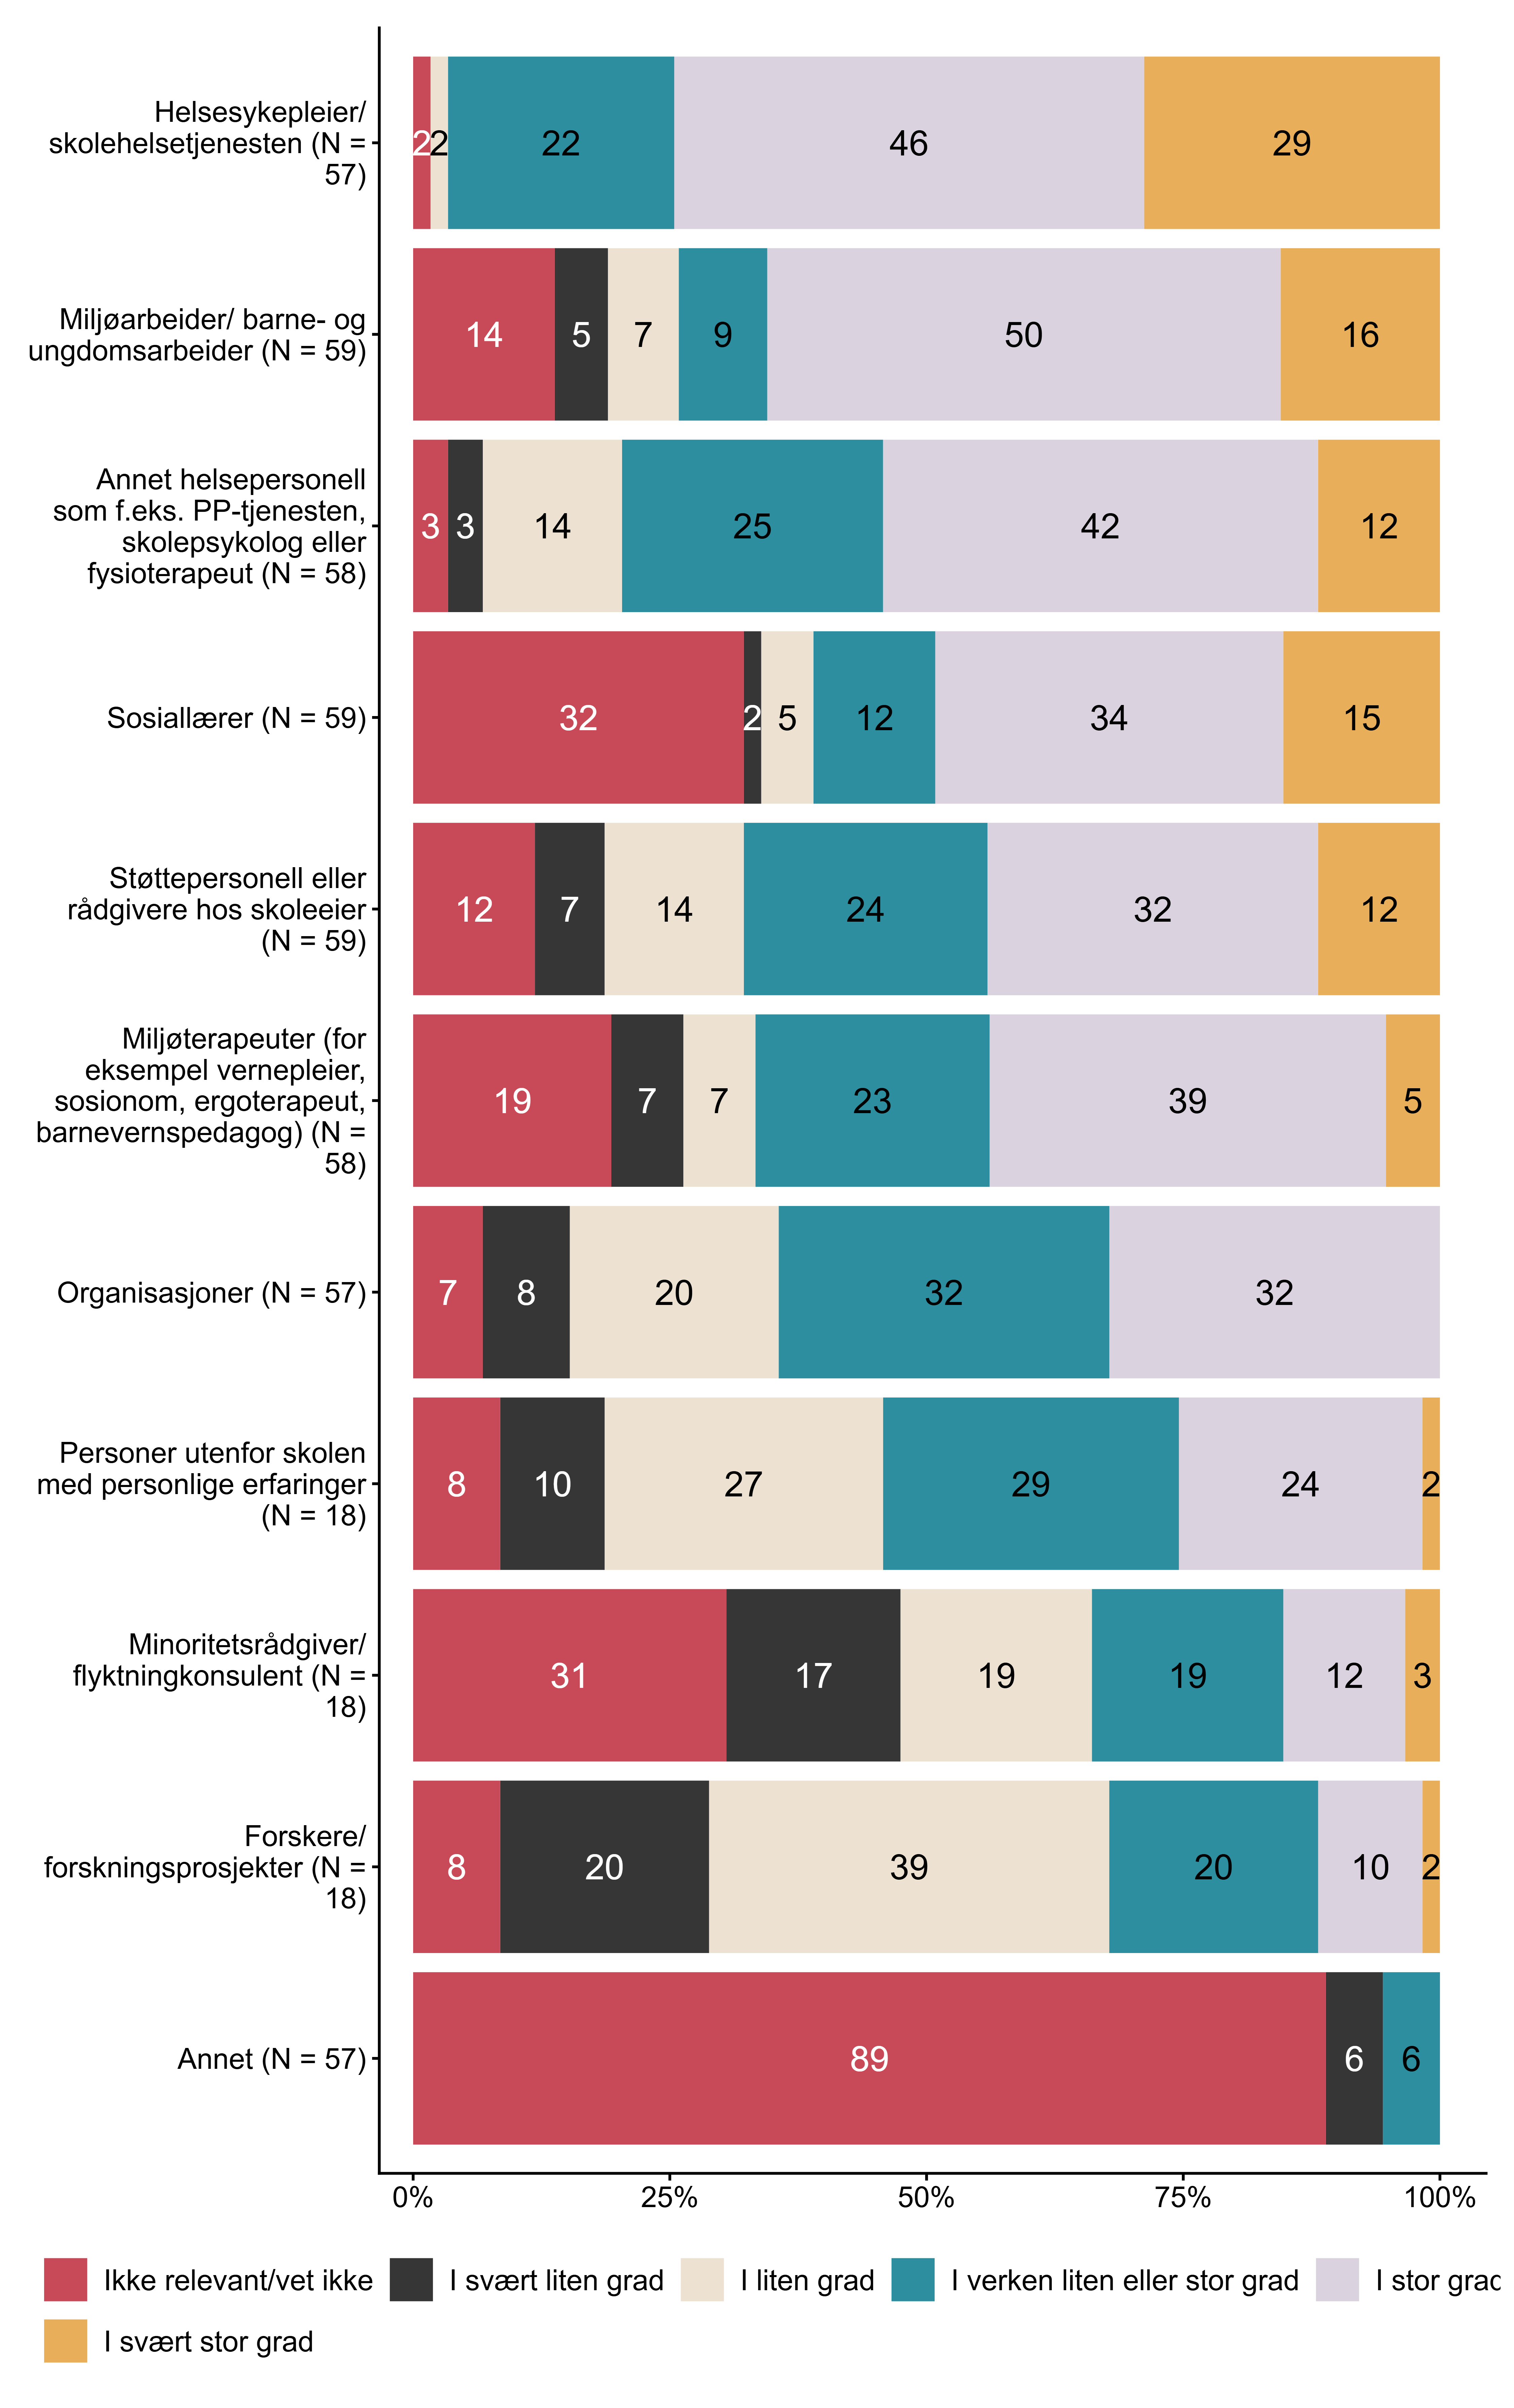 Helsesykepleier/
skolehelsetjenesten (N =
57)
2 2 22 46 29
Miljøarbeider/ barne- og
ungdomsarbeider (N = 59)
14 5 7 9 50 16
Annet helsepersonell
som f.eks. PP-tjenesten,
skolepsykolog eller
fysioterapeut (N = 58)
3 3 14 25 42 12
Sosiallærer (N = 59)
32 2 5 12 34 15
Støttepersonell eller
rådgivere hos skoleeier
(N = 59)
12 7 14 24 32 12
Miljøterapeuter (for
eksempel vernepleier,
sosionom, ergoterapeut,
barnevernspedagog) (N =
58)
19 7 7 23 39 5
Organisasjoner (N = 57)
7 8 20 32 32
Personer utenfor skolen
med personlige erfaringer
(N = 18)
8 10 27 29 24 2
Minoritetsrådgiver/
flyktningkonsulent (N =
18)
31 17 19 19 12 3
Forskere/
forskningsprosjekter (N =
18)
8 20 39 20 10 2
Annet (N = 57)
89 6 6
0% 25% 50% 75% 100%
Ikke relevant/vet ikke I svært liten grad I liten grad I verken liten eller stor grad I stor grad
I svært stor grad